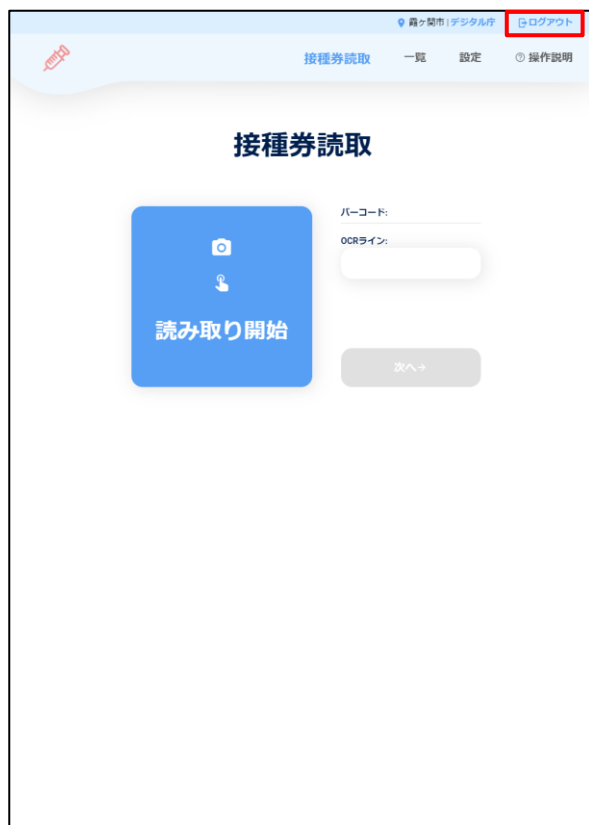 霞ヶ関市 | デジタル庁 ログアウト
接種券読取 一覧 設定 操作説明
接種券読取
バーコード:
OCRライン:
読み取り開始
次へ→